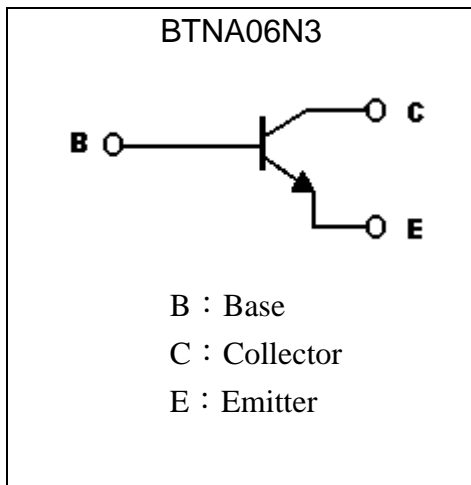 BTNA06N3
C
B
E
B：Base
C：Collector
E：Emitter